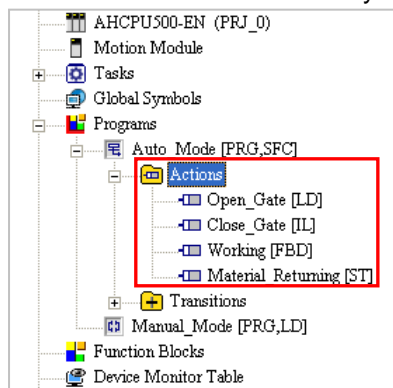 AHCPU500-EN (PRJ_0)
Motion Module
Tasks
Global Symbols
Programs
Auto_Mode [PRG,SFC]
Actions
Open_Gate [LD]
Close_Gate [IL]
Working [FBD]
Material_Returning [ST]
Transitions
Manual_Mode [PRG,LD]
Function Blocks
Device Monitor Table